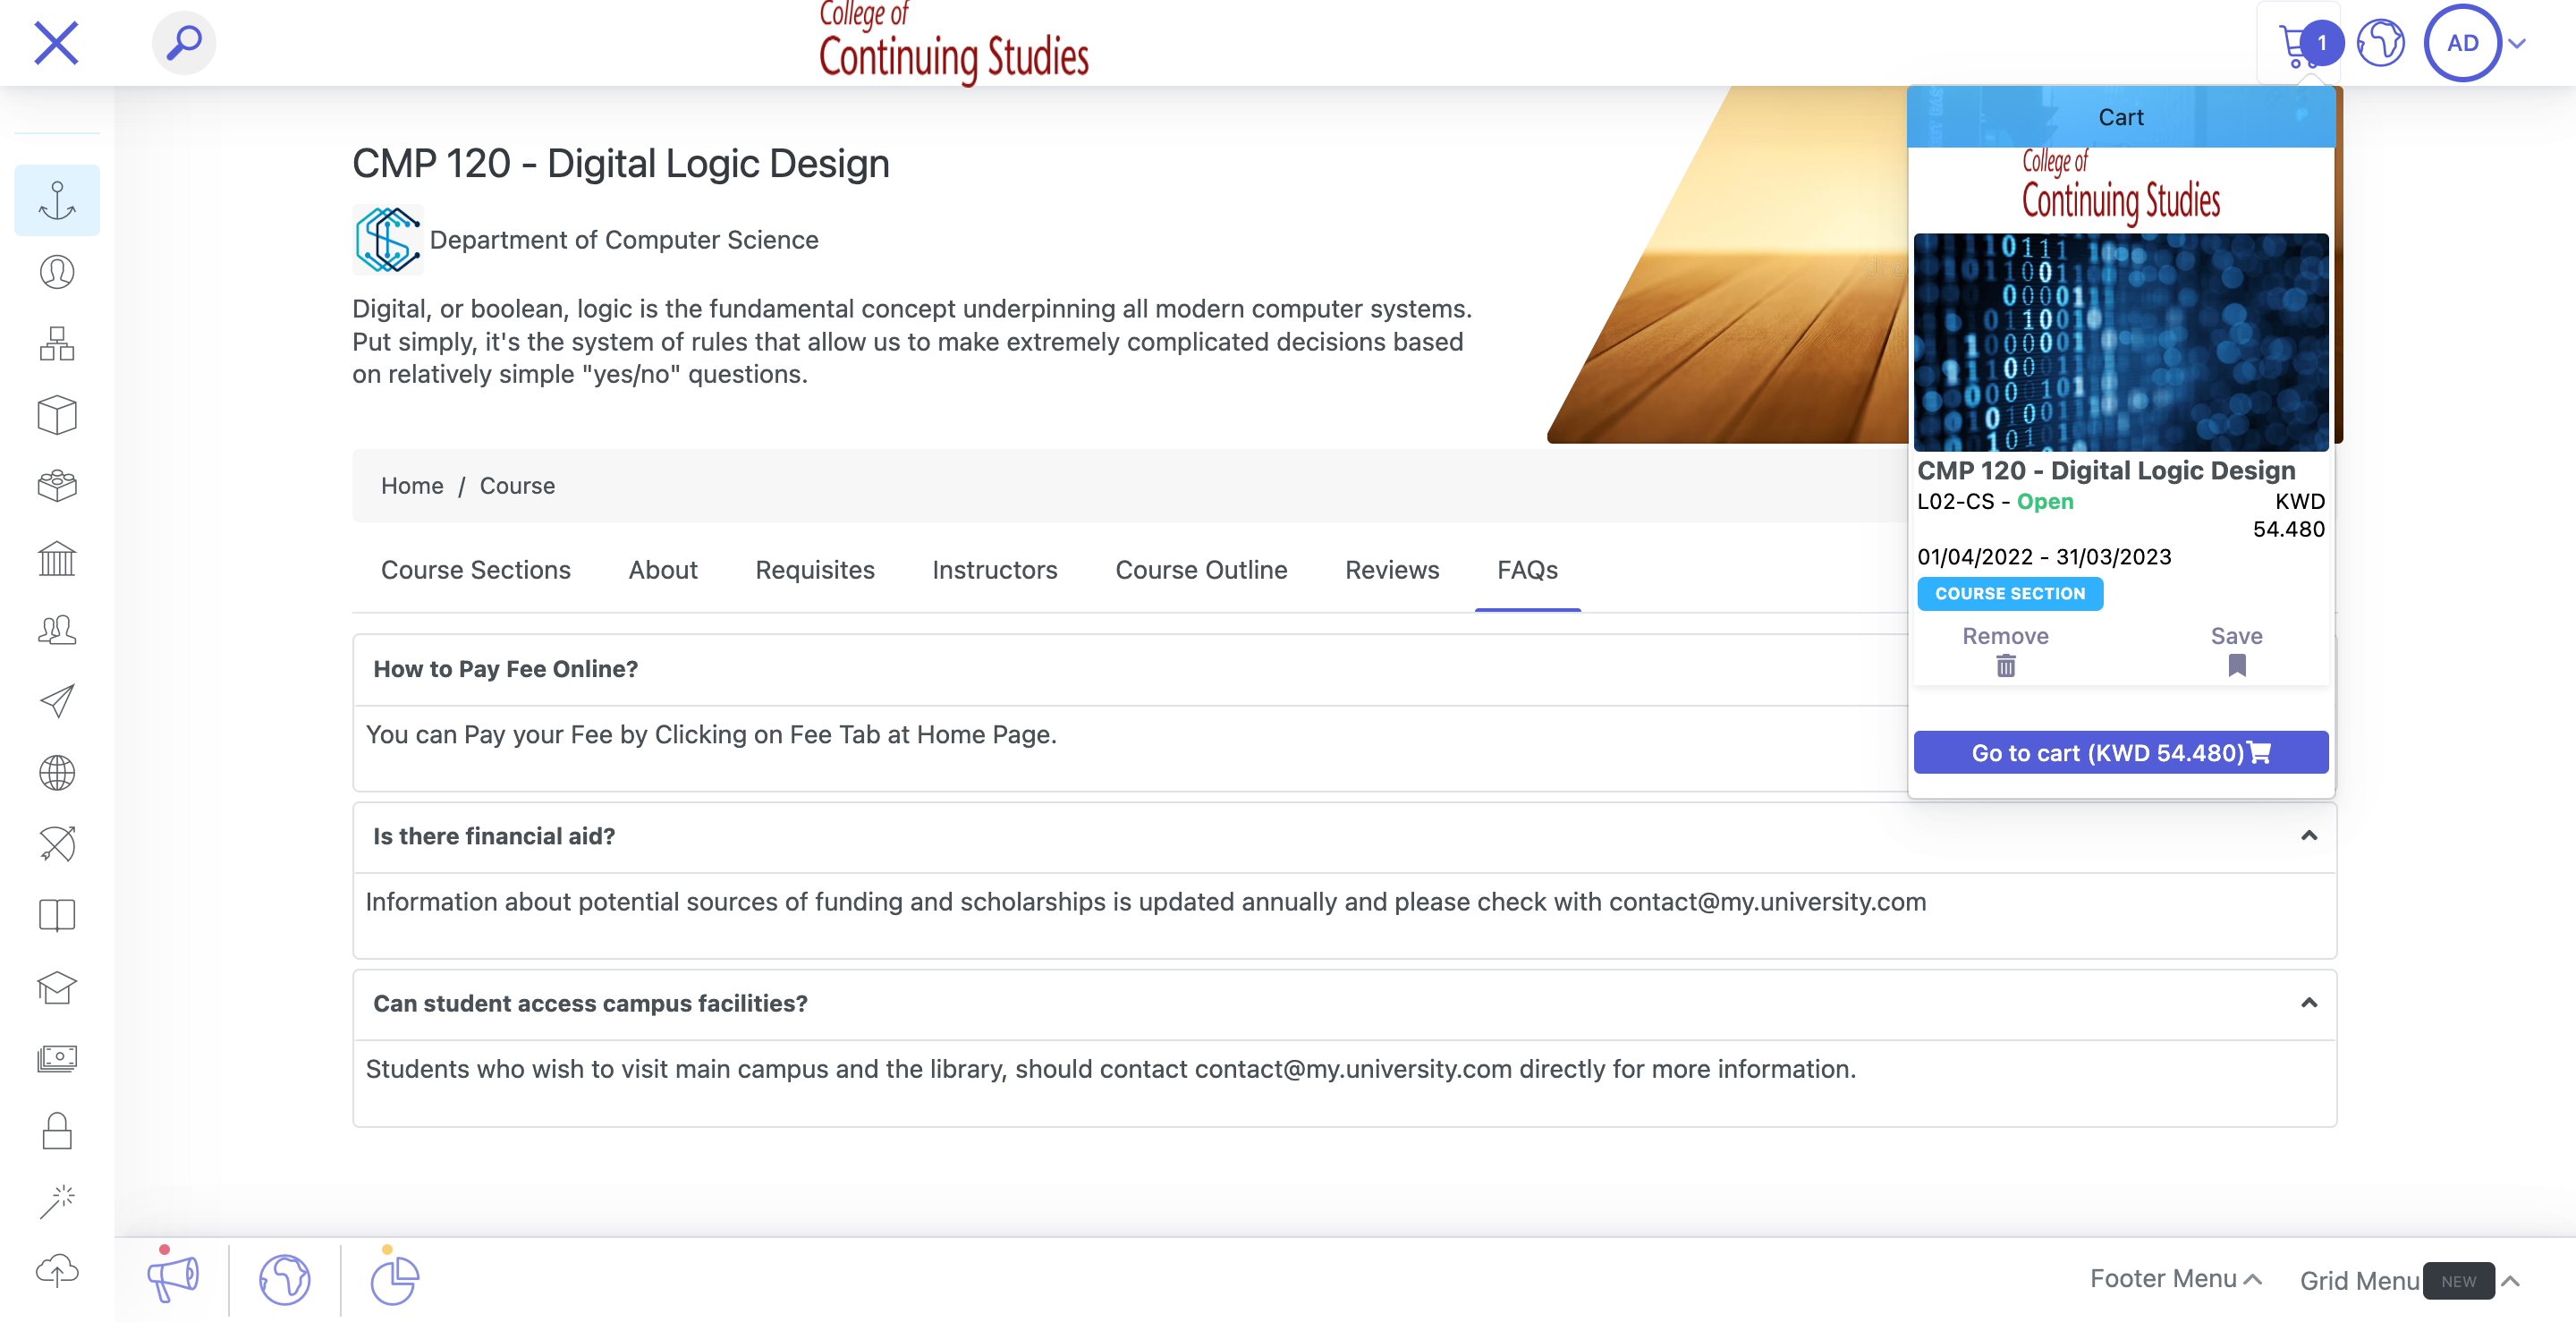 College of
Continuing Studies
1
AD
CMP 120 - Digital Logic Design
Department of Computer Science
Digital, or boolean, logic is the fundamental concept underpinning all modern computer systems.
Put simply, it's the system of rules that allow us to make extremely complicated decisions based
on relatively simple "yes/no" questions.
Home / Course
Course Sections About Requisites Instructors Course Outline Reviews FAQs
How to Pay Fee Online?
You can Pay your Fee by Clicking on Fee Tab at Home Page.
Is there financial aid?
Information about potential sources of funding and scholarships is updated annually and please check with contact@my.university.com
Can student access campus facilities?
Students who wish to visit main campus and the library, should contact contact@my.university.com directly for more information.
Cart
College of
Continuing Studies
CMP 120 - Digital Logic Design
L02-CS - Open KWD
54.480
01/04/2022 - 31/03/2023
COURSE SECTION
Remove Save
Go to cart (KWD 54.480)
Footer Menu Grid Menu NEW